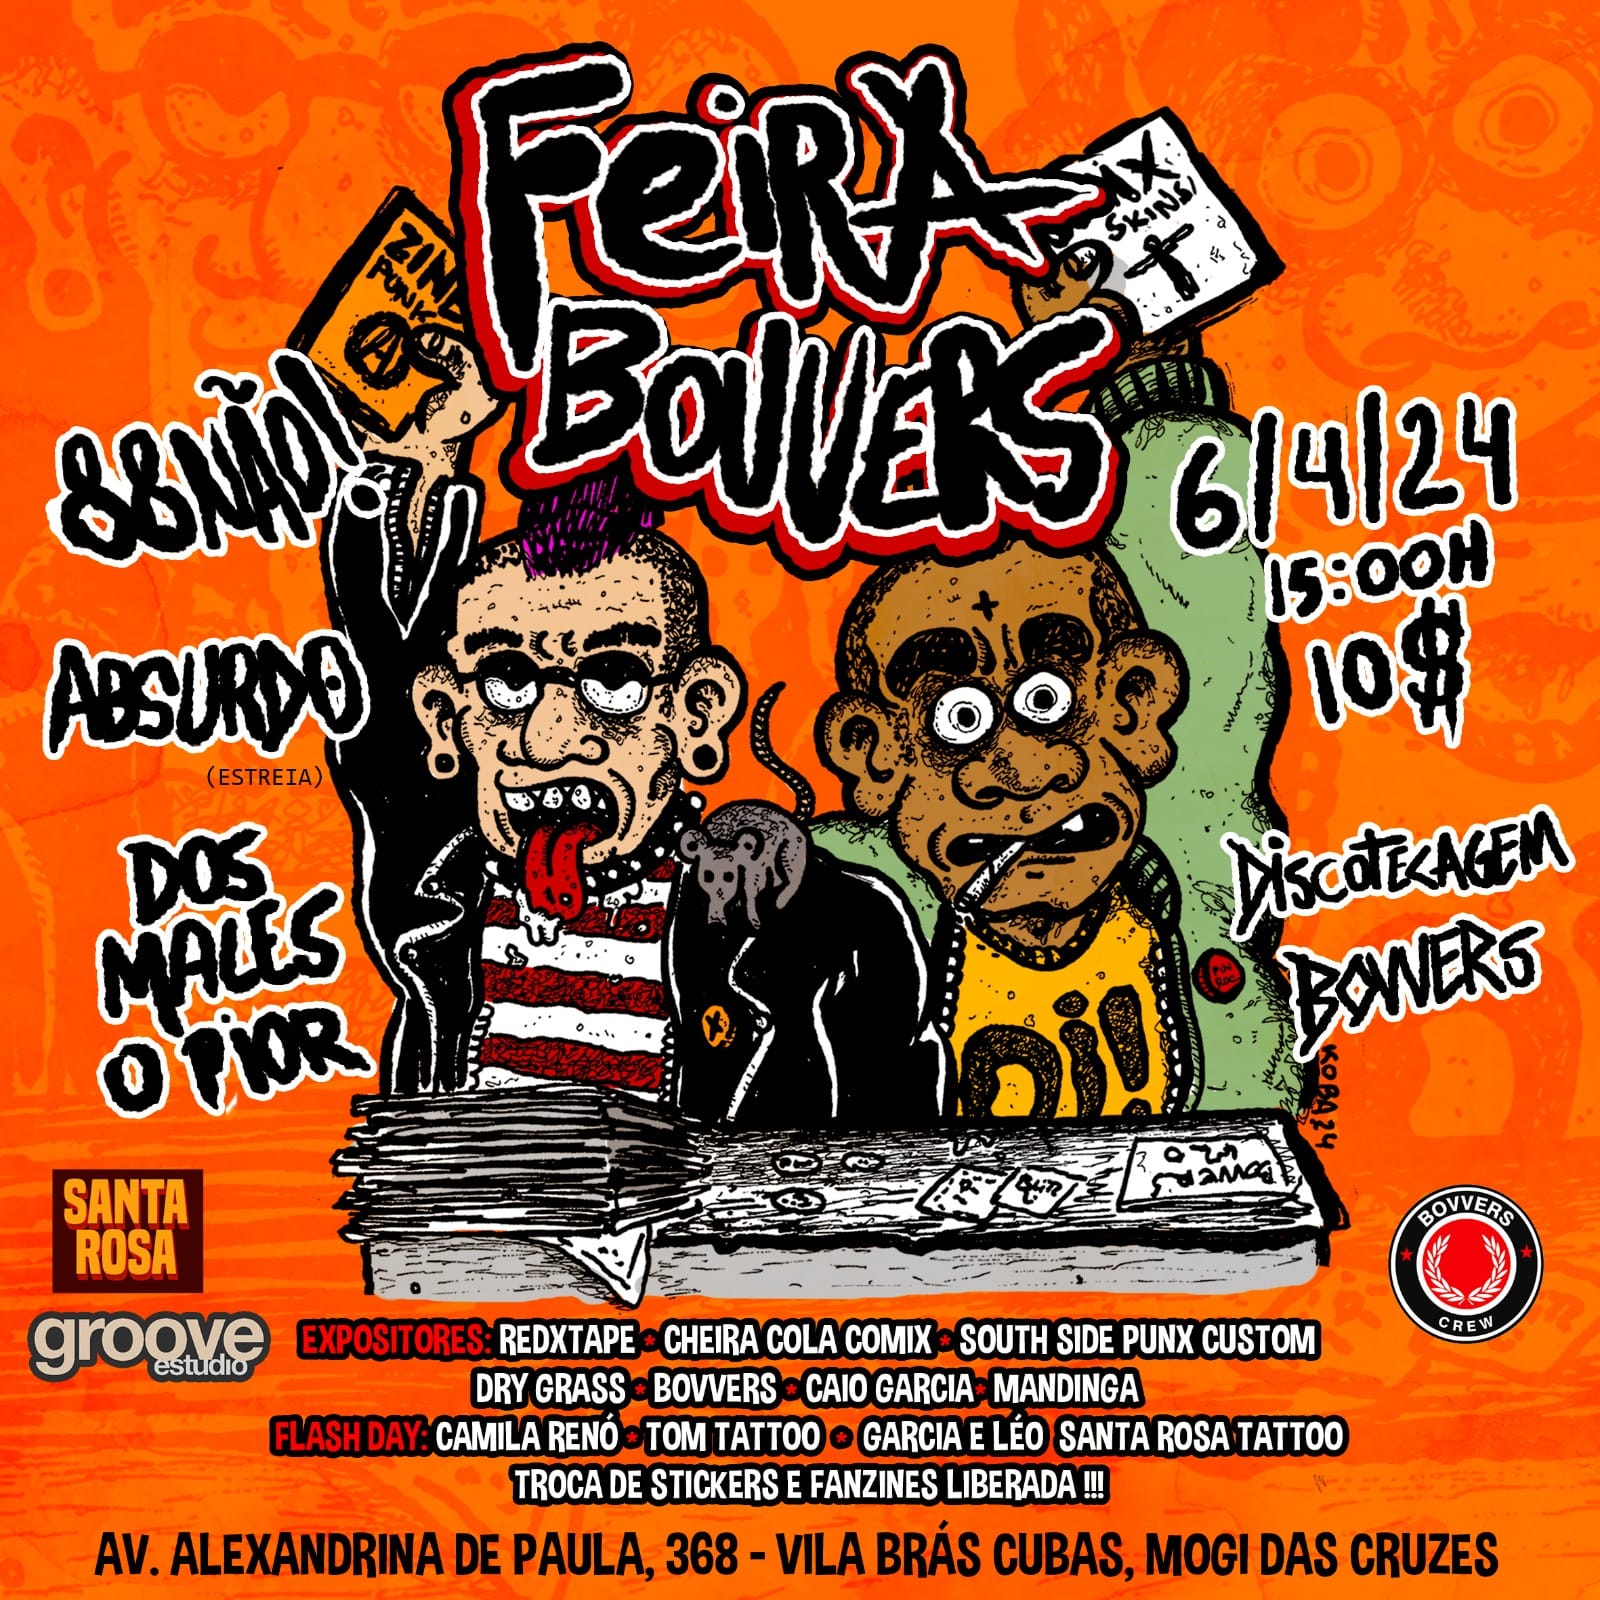 FEIRA
BOVVERS
ZINE
PUNK
SKINS
88NÃO!
6/4/24
15:00H
10$
ABSURDO
(ESTREIA)
DOS
MALES
O PIOR
DISCOTECAGEM
BOVVERS
Oi!
KOBA24
SANTA
ROSA
groove
estúdio
BOVVERS
CREW
EXPOSITORES: REDXTAPE * CHEIRA COLA COMIX * SOUTH SIDE PUNX CUSTOM
DRY GRASS * BOVVERS * CAIO GARCIA * MANDINGA
FLASH DAY: CAMILA RENÓ * TOM TATTOO • GARCIA E LÉO SANTA ROSA TATTOO
TROCA DE STICKERS E FANZINES LIBERADA !!!
AV. ALEXANDRINA DE PAULA, 368 - VILA BRÁS CUBAS, MOGI DAS CRUZES